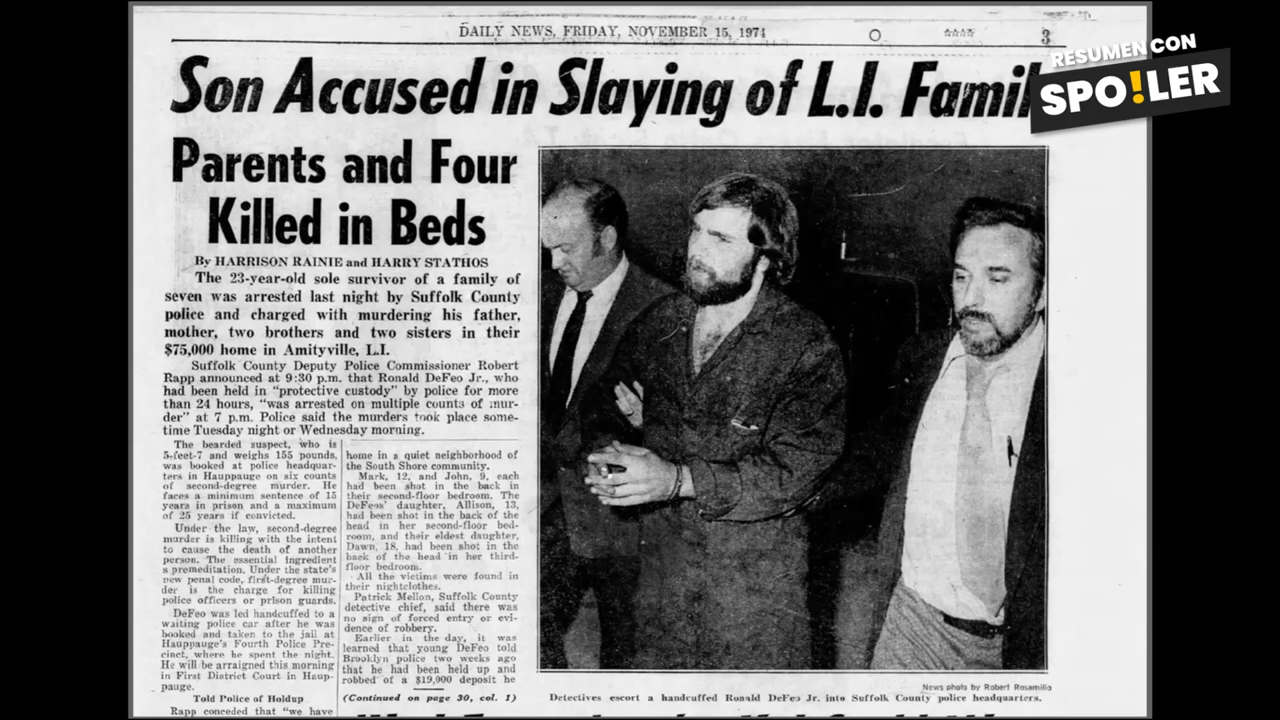 DAILY NEWS, FRIDAY, NOVEMBER 15, 1974
3
RESUMEN CON
SPO!LER
Son Accused in Slaying of L.I. Famil
Parents and Four
Killed in Beds
By HARRISON RAINIE and HARRY STATHOS
The 23-year-old sole survivor of a family of
seven was arrested last night by Suffolk County
police and charged with murdering his father,
mother, two brothers and two sisters in their
$75,000 home in Amityville, L.I.
Suffolk County Deputy Police Commissioner Robert
Rapp announced at 9:30 p.m. that Ronald DeFeo Jr., who
had been held in “protective custody” by police for more
than 24 hours, “was arrested on multiple counts of mur-
der” at 7 p.m. Police said the murders took place some-
time Tuesday night or Wednesday morning.
The bearded suspect, who is
5-feet-7 and weighs 155 pounds,
was booked at police headquar-
ters in Hauppauge on six counts
of second-degree murder. He
faces a minimum sentence of 15
years in prison and a maximum
of 25 years if convicted.
Under the law, second-degree
murder is killing with the intent
to cause the death of another
person. The essential ingredient
s premeditation. Under the state's
new penal code, first-degree mur-
der is the charge for killing
police officers or prison guards.
DeFeo was led handcuffed to a
waiting police car after he was
booked and taken to the jail at
Hauppauge's Fourth Police Pre-
cinct, where he spent the night.
He will be arraigned this morning
in First District Court in Haup-
pauge.
Told Police of Holdup
Rapp conceded that “we have
home in a quiet neighborhood of
the South Shore community.
Mark, 12, and John, 9, each
had been shot in the back in
their second-floor bedroom. The
DeFeos' daughter, Allison, 13,
had been shot in the back of the
head in her second-floor bed-
room, and their eldest daughter,
Dawn, 18, had been shot in the
back of the head in her third-
floor bedroom.
All the victims were found in
their nightclothes.
Patrick Mellon, Suffolk County
detective chief, said there was
no sign of forced entry or evi-
dence of robbery.
Earlier in the day, it was
learned that young DeFeo told
Brooklyn police two weeks ago
that he had been held up and
robbed of a $19,000 deposit he
(Continued on page 30, col. 1)
News photo by Robert Rosamilio
Detectives escort a handcuffed Ronald DeFeo Jr. into Suffolk County police headquarters.